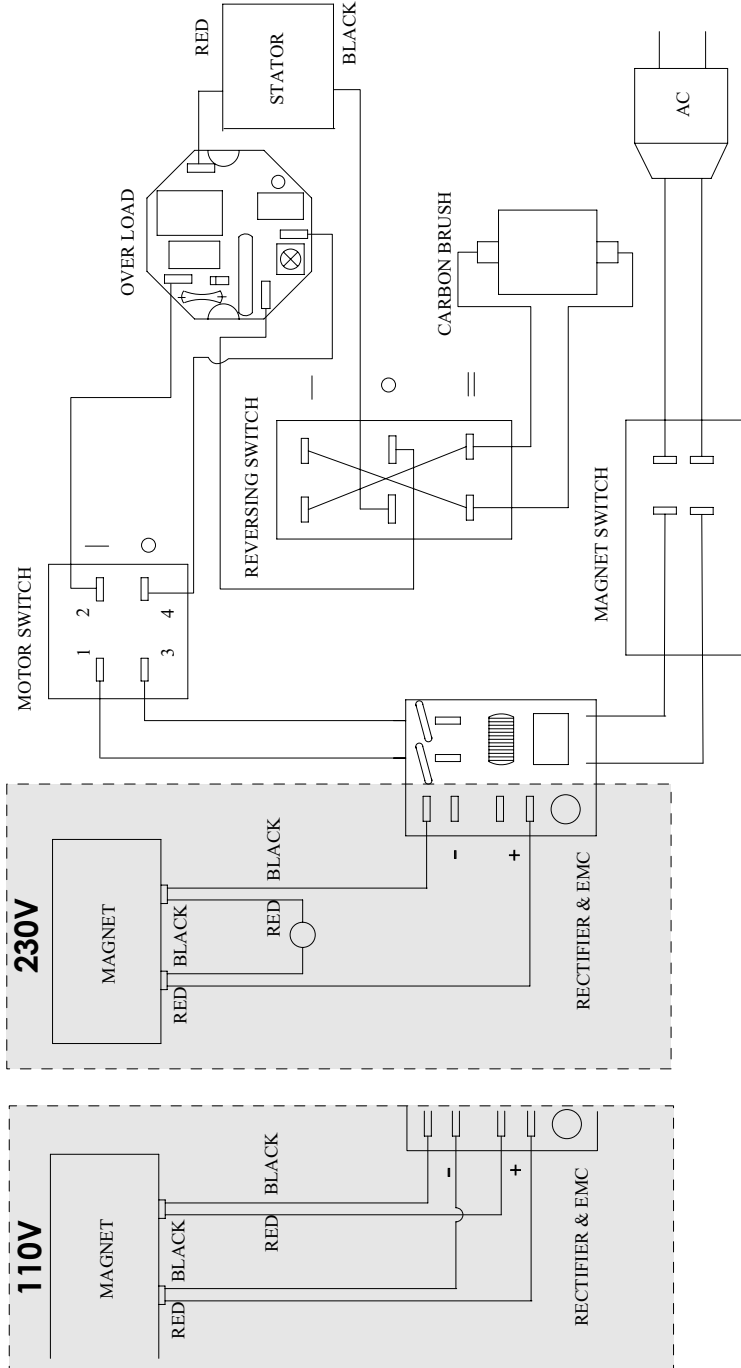 RED
STATOR
BLACK
OVER LOAD
AC
CARBON BRUSH
REVERSING SWITCH
MAGNET SWITCH
MOTOR SWITCH
1
2
3
4
230V
MAGNET
RED
BLACK
RED
BLACK
-
+
RECTIFIER & EMC
110V
MAGNET
RED
BLACK
RED
BLACK
-
+
RECTIFIER & EMC